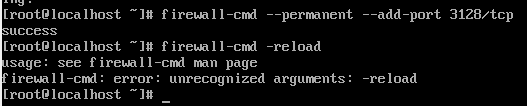 [root@localhost ~]# firewall-cmd --permanent --add-port 3128/tcp
success
[root@localhost ~]# firewall-cmd -reload
usage: see firewall-cmd man page
firewall-cmd: error: unrecognized arguments: -reload
[root@localhost ~]# _